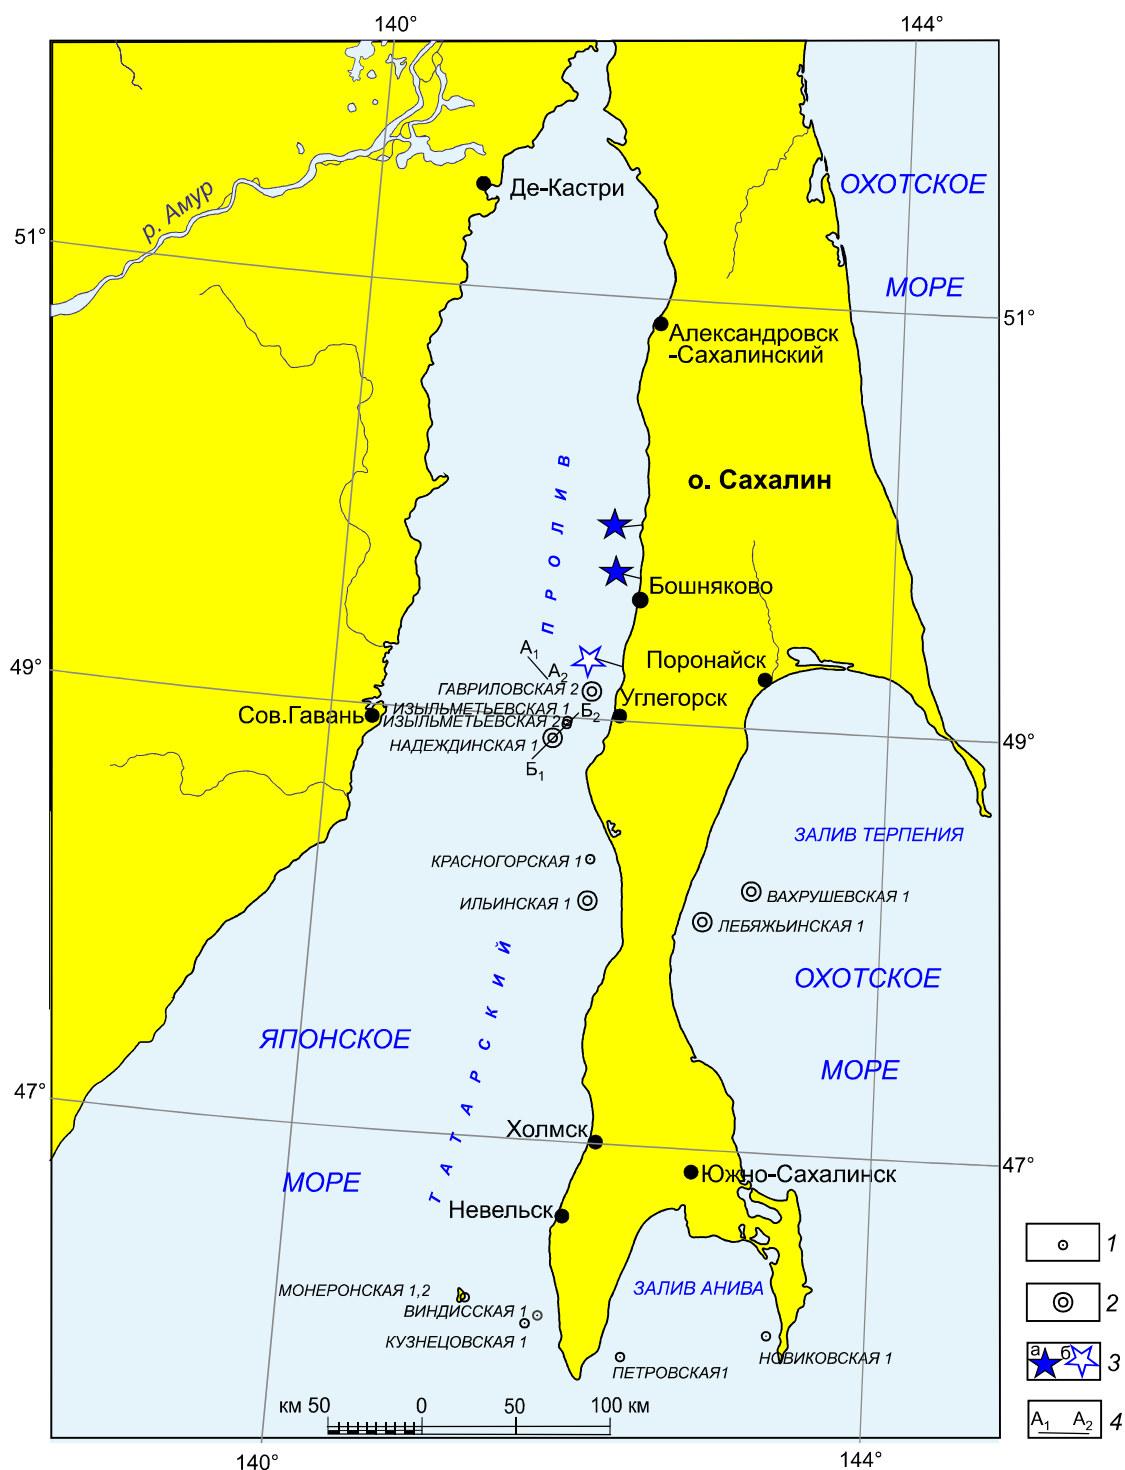 140°
144°
р. Амур
Де-Кастри
ОХОТСКОЕ
51°
МОРЕ
51°
Александровск
-Сахалинский
ПРОЛИВ
о. Сахалин
Бошняково
А1
А2
49°
Поронайск
ГАВРИЛОВСКАЯ 2
Углегорск
ИЗЫЛМЕТЬЕВСКАЯ 1
Б2
Сов.Гавань
ИЗЫЛЬМЕТЬЕВСКАЯ 2
НАДЕЖДИНСКАЯ 1
49°
Б1
ЗАЛИВ ТЕРПЕНИЯ
КРАСНОГОРСКАЯ 1
ИЛЬИНСКАЯ 1
ВАХРУШЕВСКАЯ 1
ЛЕБЯЖЬИНСКАЯ 1
ТАТАРСКИЙ
ОХОТСКОЕ
ЯПОНСКОЕ
МОРЕ
47°
Холмск
47°
Южно-Сахалинск
МОРЕ
Невельск
1
МОНЕРОНСКАЯ 1,2
ЗАЛИВ АНИВА
ВИНДИССКАЯ 1
2
КУЗНЕЦОВСКАЯ 1
НОВИКОВСКАЯ 1
а б
3
ПЕТРОВСКАЯ1
км 50 0 50 100 км
А1 А2
4
140°
144°